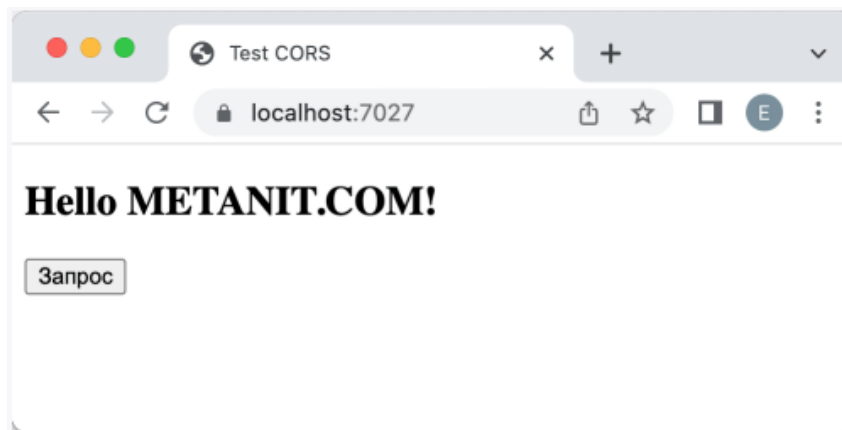 Test CORS
localhost:7027
E
Hello METANIT.COM!
Запрос